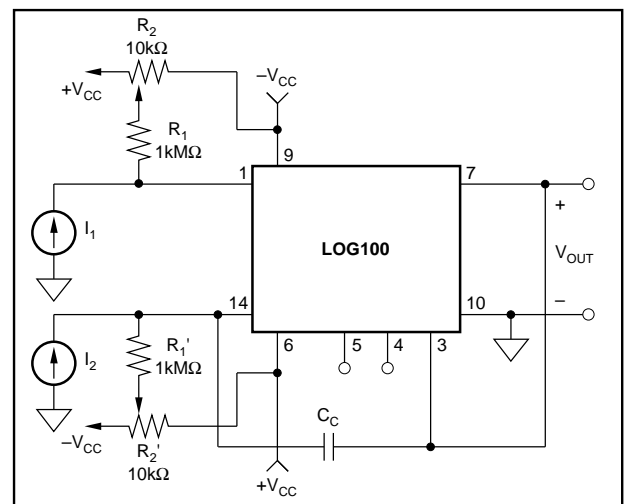 R2
10kΩ
+VCC
−VCC
R1
1kMΩ
9
1
7
I1
+
LOG100
VOUT
14
10
−
6
5
4
3
R1'
1kMΩ
I2
CC
−VCC
R2'
10kΩ
+VCC